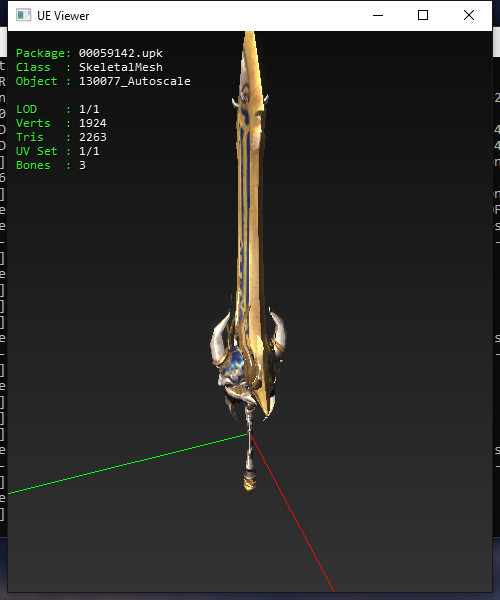 UE Viewer
Package: 00059142.upk
Class  : SkeletalMesh
Object : 130077_Autoscale
LOD    : 1/1
Verts  : 1924
Tris   : 2263
UV Set : 1/1
Bones  : 3